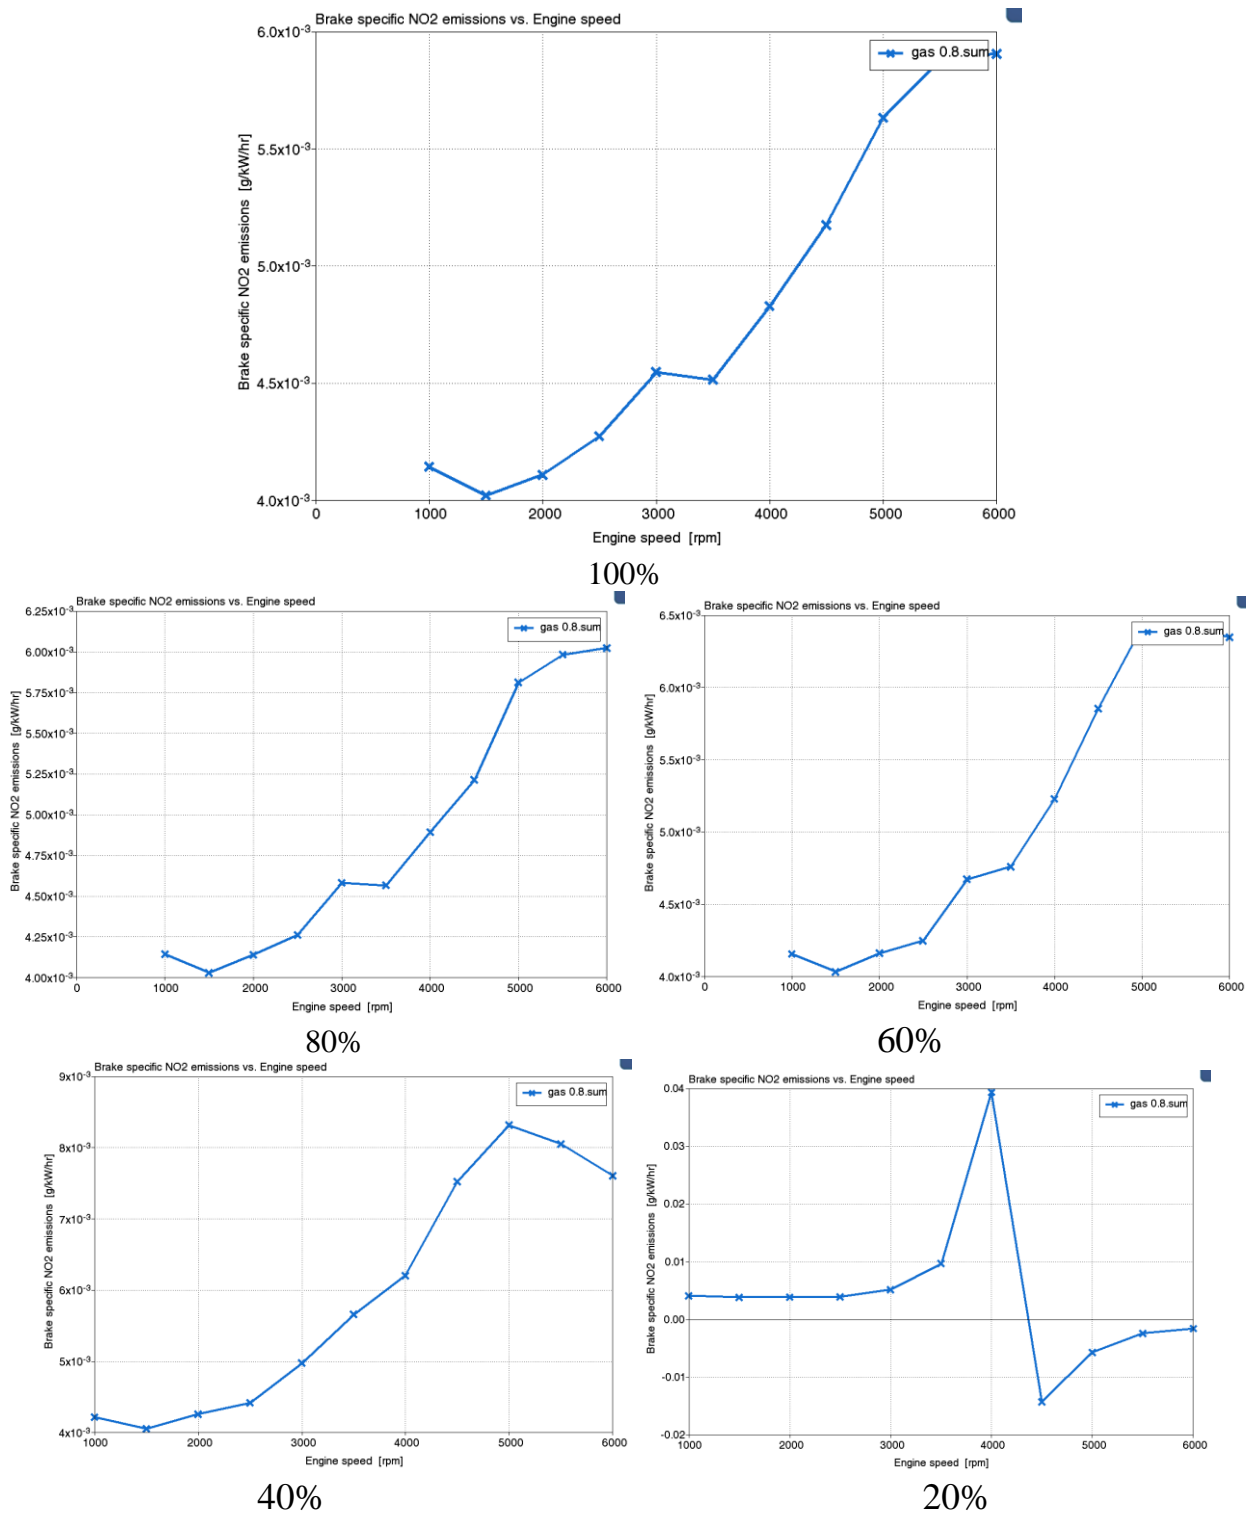 Brake specific NO2 emissions vs. Engine speed
gas 0.8.sum
6.0x10-3
5.5x10-3
5.0x10-3
4.5x10-3
4.0x10-3
Brake specific NO2 emissions [g/kW/hr]
0 1000 2000 3000 4000 5000 6000
Engine speed [rpm]
100%
Brake specific NO2 emissions vs. Engine speed
gas 0.8.sum
6.25x10-3
6.00x10-3
5.75x10-3
5.50x10-3
5.25x10-3
5.00x10-3
4.75x10-3
4.50x10-3
4.25x10-3
4.00x10-3
Brake specific NO2 emissions [g/kW/hr]
0 1000 2000 3000 4000 5000 6000
Engine speed [rpm]
80%
Brake specific NO2 emissions vs. Engine speed
gas 0.8.sum
6.5x10-3
6.0x10-3
5.5x10-3
5.0x10-3
4.5x10-3
4.0x10-3
Brake specific NO2 emissions [g/kW/hr]
0 1000 2000 3000 4000 5000 6000
Engine speed [rpm]
60%
Brake specific NO2 emissions vs. Engine speed
gas 0.8.sum
9x10-3
8x10-3
7x10-3
6x10-3
5x10-3
4x10-3
Brake specific NO2 emissions [g/kW/hr]
1000 2000 3000 4000 5000 6000
Engine speed [rpm]
40%
Brake specific NO2 emissions vs. Engine speed
gas 0.8.sum
0.04
0.03
0.02
0.01
0.00
-0.01
-0.02
Brake specific NO2 emissions [g/kW/hr]
1000 2000 3000 4000 5000 6000
Engine speed [rpm]
20%